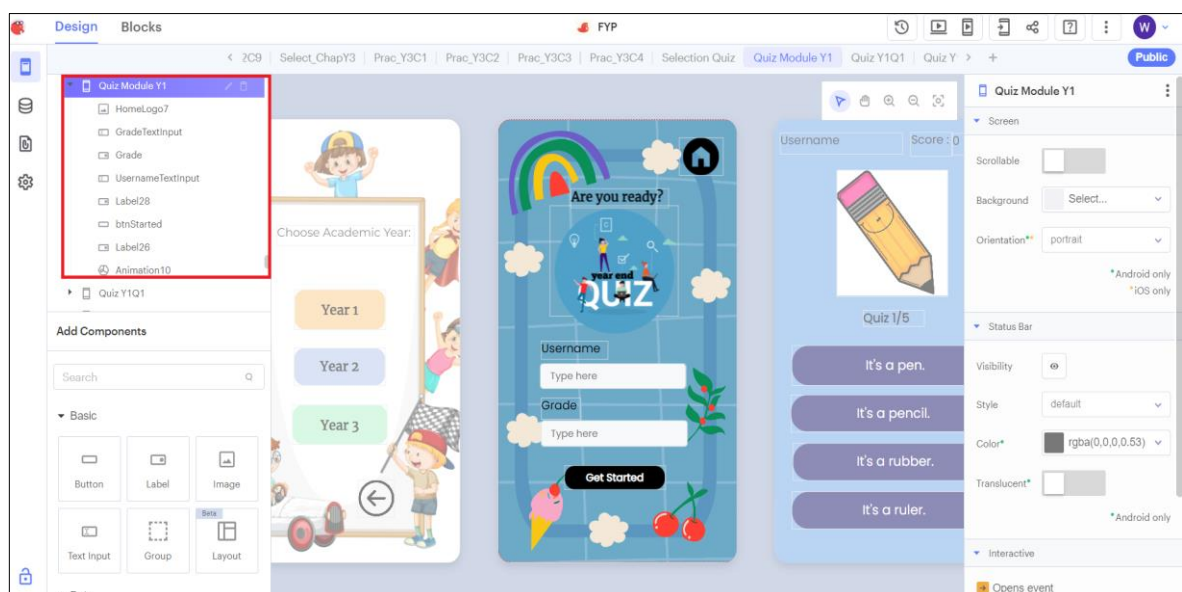 Design Blocks
FYP
W
2C9 Select_ChapY3 Prac_Y3C1 Prac_Y3C2 Prac_Y3C3 Prac_Y3C4 Selection Quiz Quiz Module Y1 Quiz Y1Q1 Quiz Y
+
Public
Quiz Module Y1
HomeLogo7
GradeTextInput
Grade
UsernameTextInput
Label28
btnStarted
Label26
Animation10
Quiz Y1Q1
Add Components
Search
Basic
Button
Label
Image
Text Input
Group
Beta
Layout
Choose Academic Year:
Year 1
Year 2
Year 3
Are you ready?
year end
QUIZ
Username
Type here
Grade
Type here
Get Started
Username
Score : 0
Quiz 1/5
It's a pen.
It's a pencil.
It's a rubber.
It's a ruler.
Quiz Module Y1
Screen
Scrollable
Background Select...
Orientation** portrait
*Android only
*iOS only
Status Bar
Visibility
Style default
Color* rgba(0,0,0,0.53)
Translucent*
*Android only
Interactive
Opens event